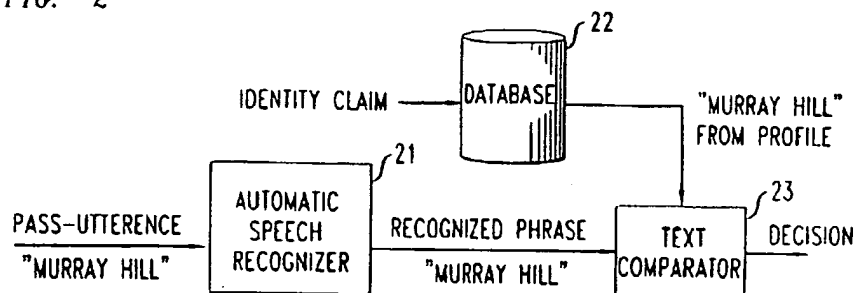 FIG. 2
22
IDENTITY CLAIM
DATABASE
"MURRAY HILL"
FROM PROFILE
21
23
PASS-UTTERENCE
"MURRAY HILL"
AUTOMATIC
SPEECH
RECOGNIZER
RECOGNIZED PHRASE
"MURRAY HILL"
TEXT
COMPARATOR
DECISION